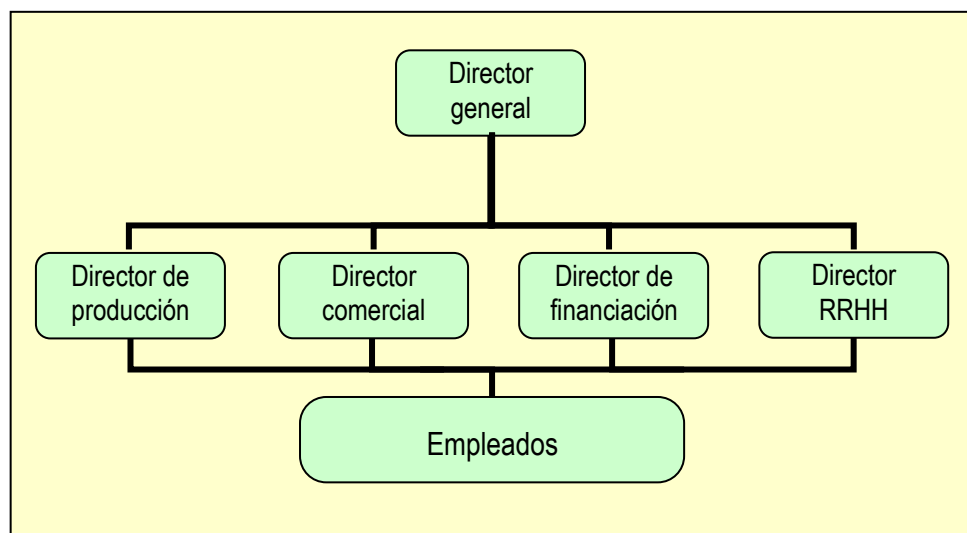 Director
general
Director de
producción
Director
comercial
Director de
financiación
Director
RRHH
Empleados